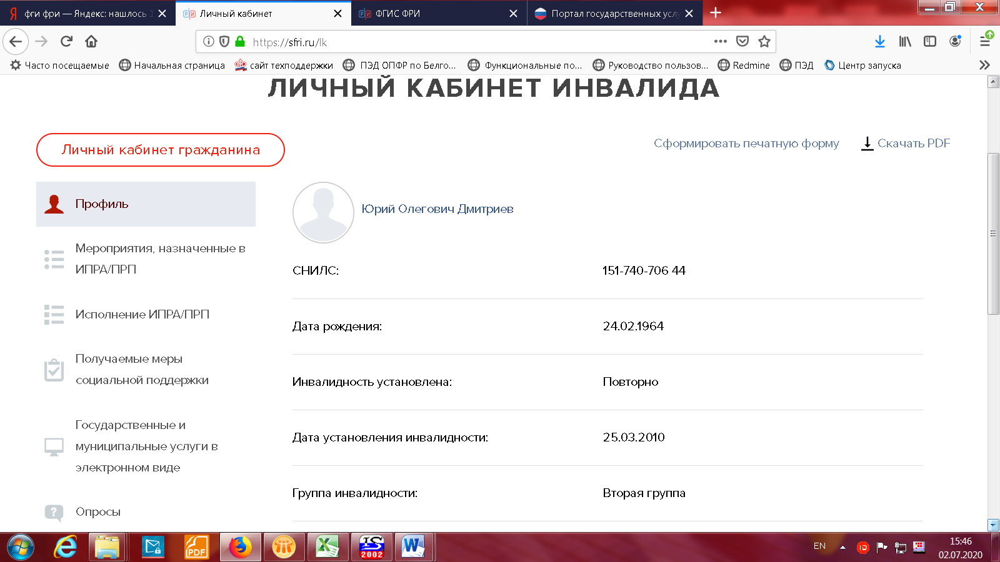 фги фри — Яндекс: нашлось 1
Личный кабинет
ФГИС ФРИ
Портал государственных услу
https://sfri.ru/lk
Часто посещаемые
Начальная страница
сайт техподдержки
ПЭД ОПФР по Белго...
Функциональные по...
Руководство пользов...
Redmine
ПЭД
Центр запуска
ЛИЧНЫЙ КАБИНЕТ ИНВАЛИДА
Личный кабинет гражданина
Сформировать печатную форму
Скачать PDF
Профиль
Мероприятия, назначенные в
ИПРА/ПРП
Исполнение ИПРА/ПРП
Получаемые меры
социальной поддержки
Государственные и
муниципальные услуги в
электронном виде
Опросы
Юрий Олегович Дмитриев
СНИЛС: 151-740-706 44
Дата рождения: 24.02.1964
Инвалидность установлена: Повторно
Дата установления инвалидности: 25.03.2010
Группа инвалидности: Вторая группа
PDF
IS
2002
EN
15:46
02.07.2020